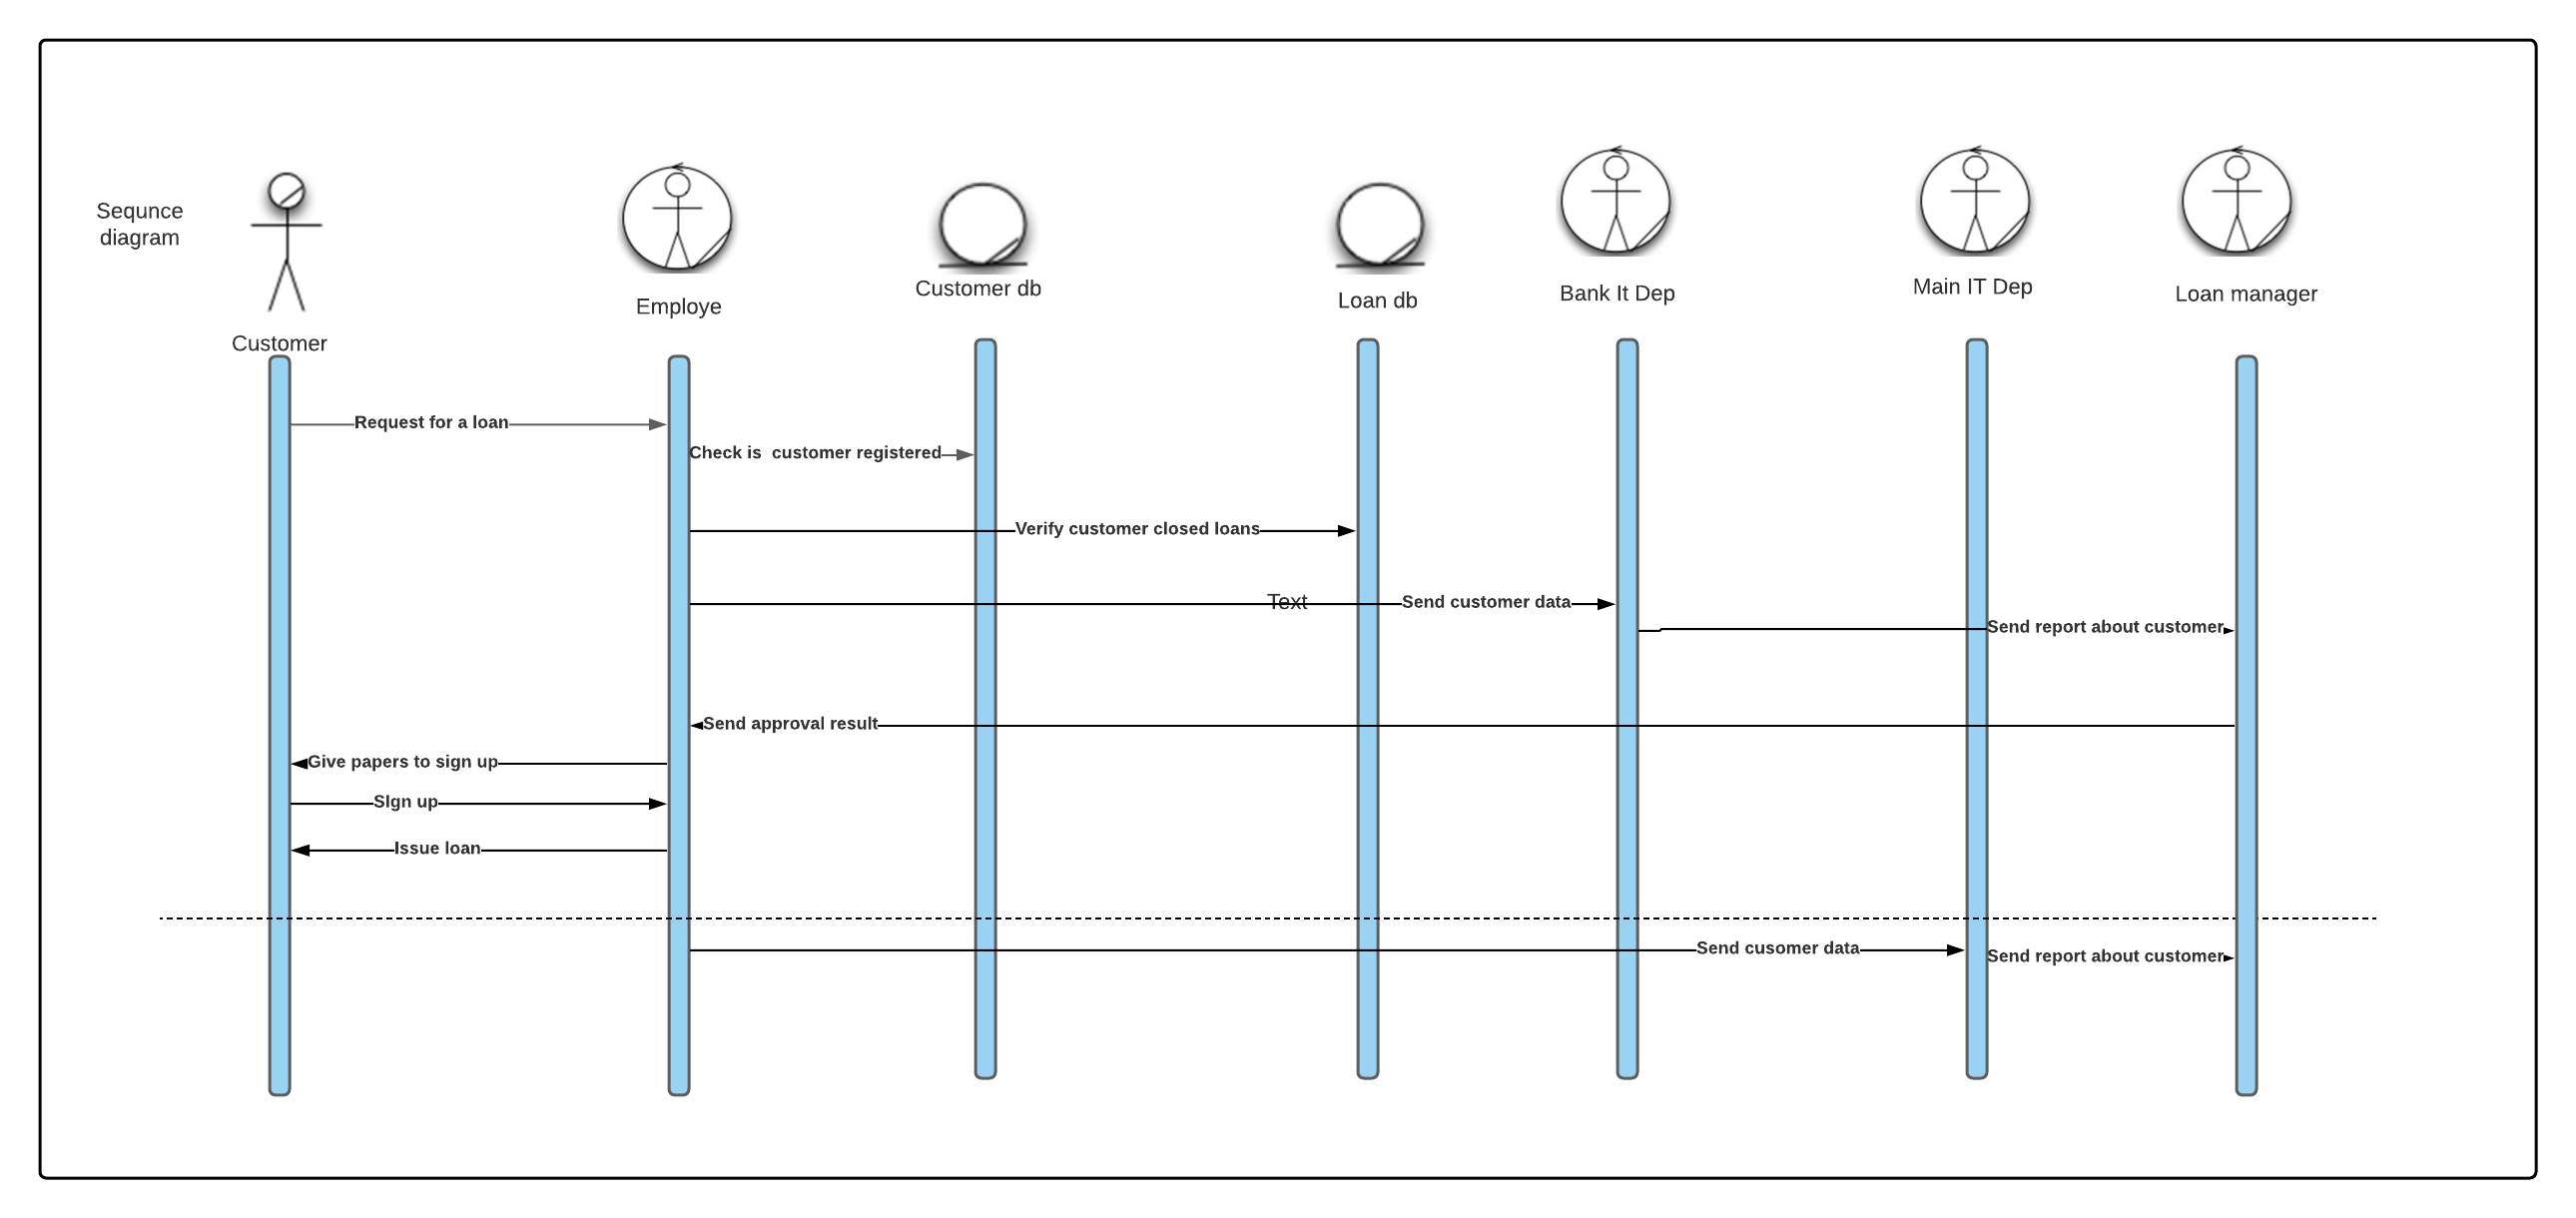 Sequnce
diagram
Customer
Employe
Customer db
Loan db
Bank It Dep
Main IT Dep
Loan manager
Request for a loan
Check is  customer registered
Verify customer closed loans
Text
Send customer data
Send report about customer
Send approval result
Give papers to sign up
SIgn up
Issue loan
Send cusomer data
Send report about customer